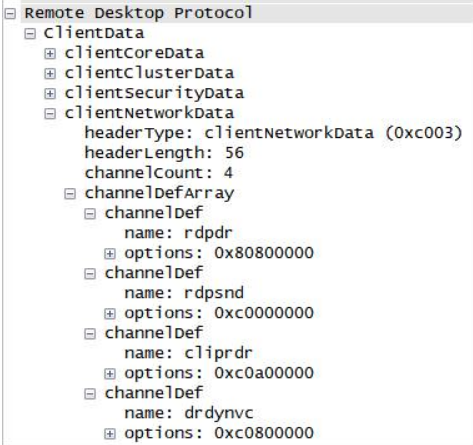 Remote Desktop Protocol
ClientData
clientCoreData
clientClusterData
clientSecurityData
clientNetworkData
headerType: clientNetworkData (0xc003)
headerLength: 56
channelCount: 4
channelDefArray
channelDef
name: rdpdr
options: 0x80800000
channelDef
name: rdpsnd
options: 0xc0000000
channelDef
name: cliprdr
options: 0xc0a00000
channelDef
name: drdynvc
options: 0xc0800000